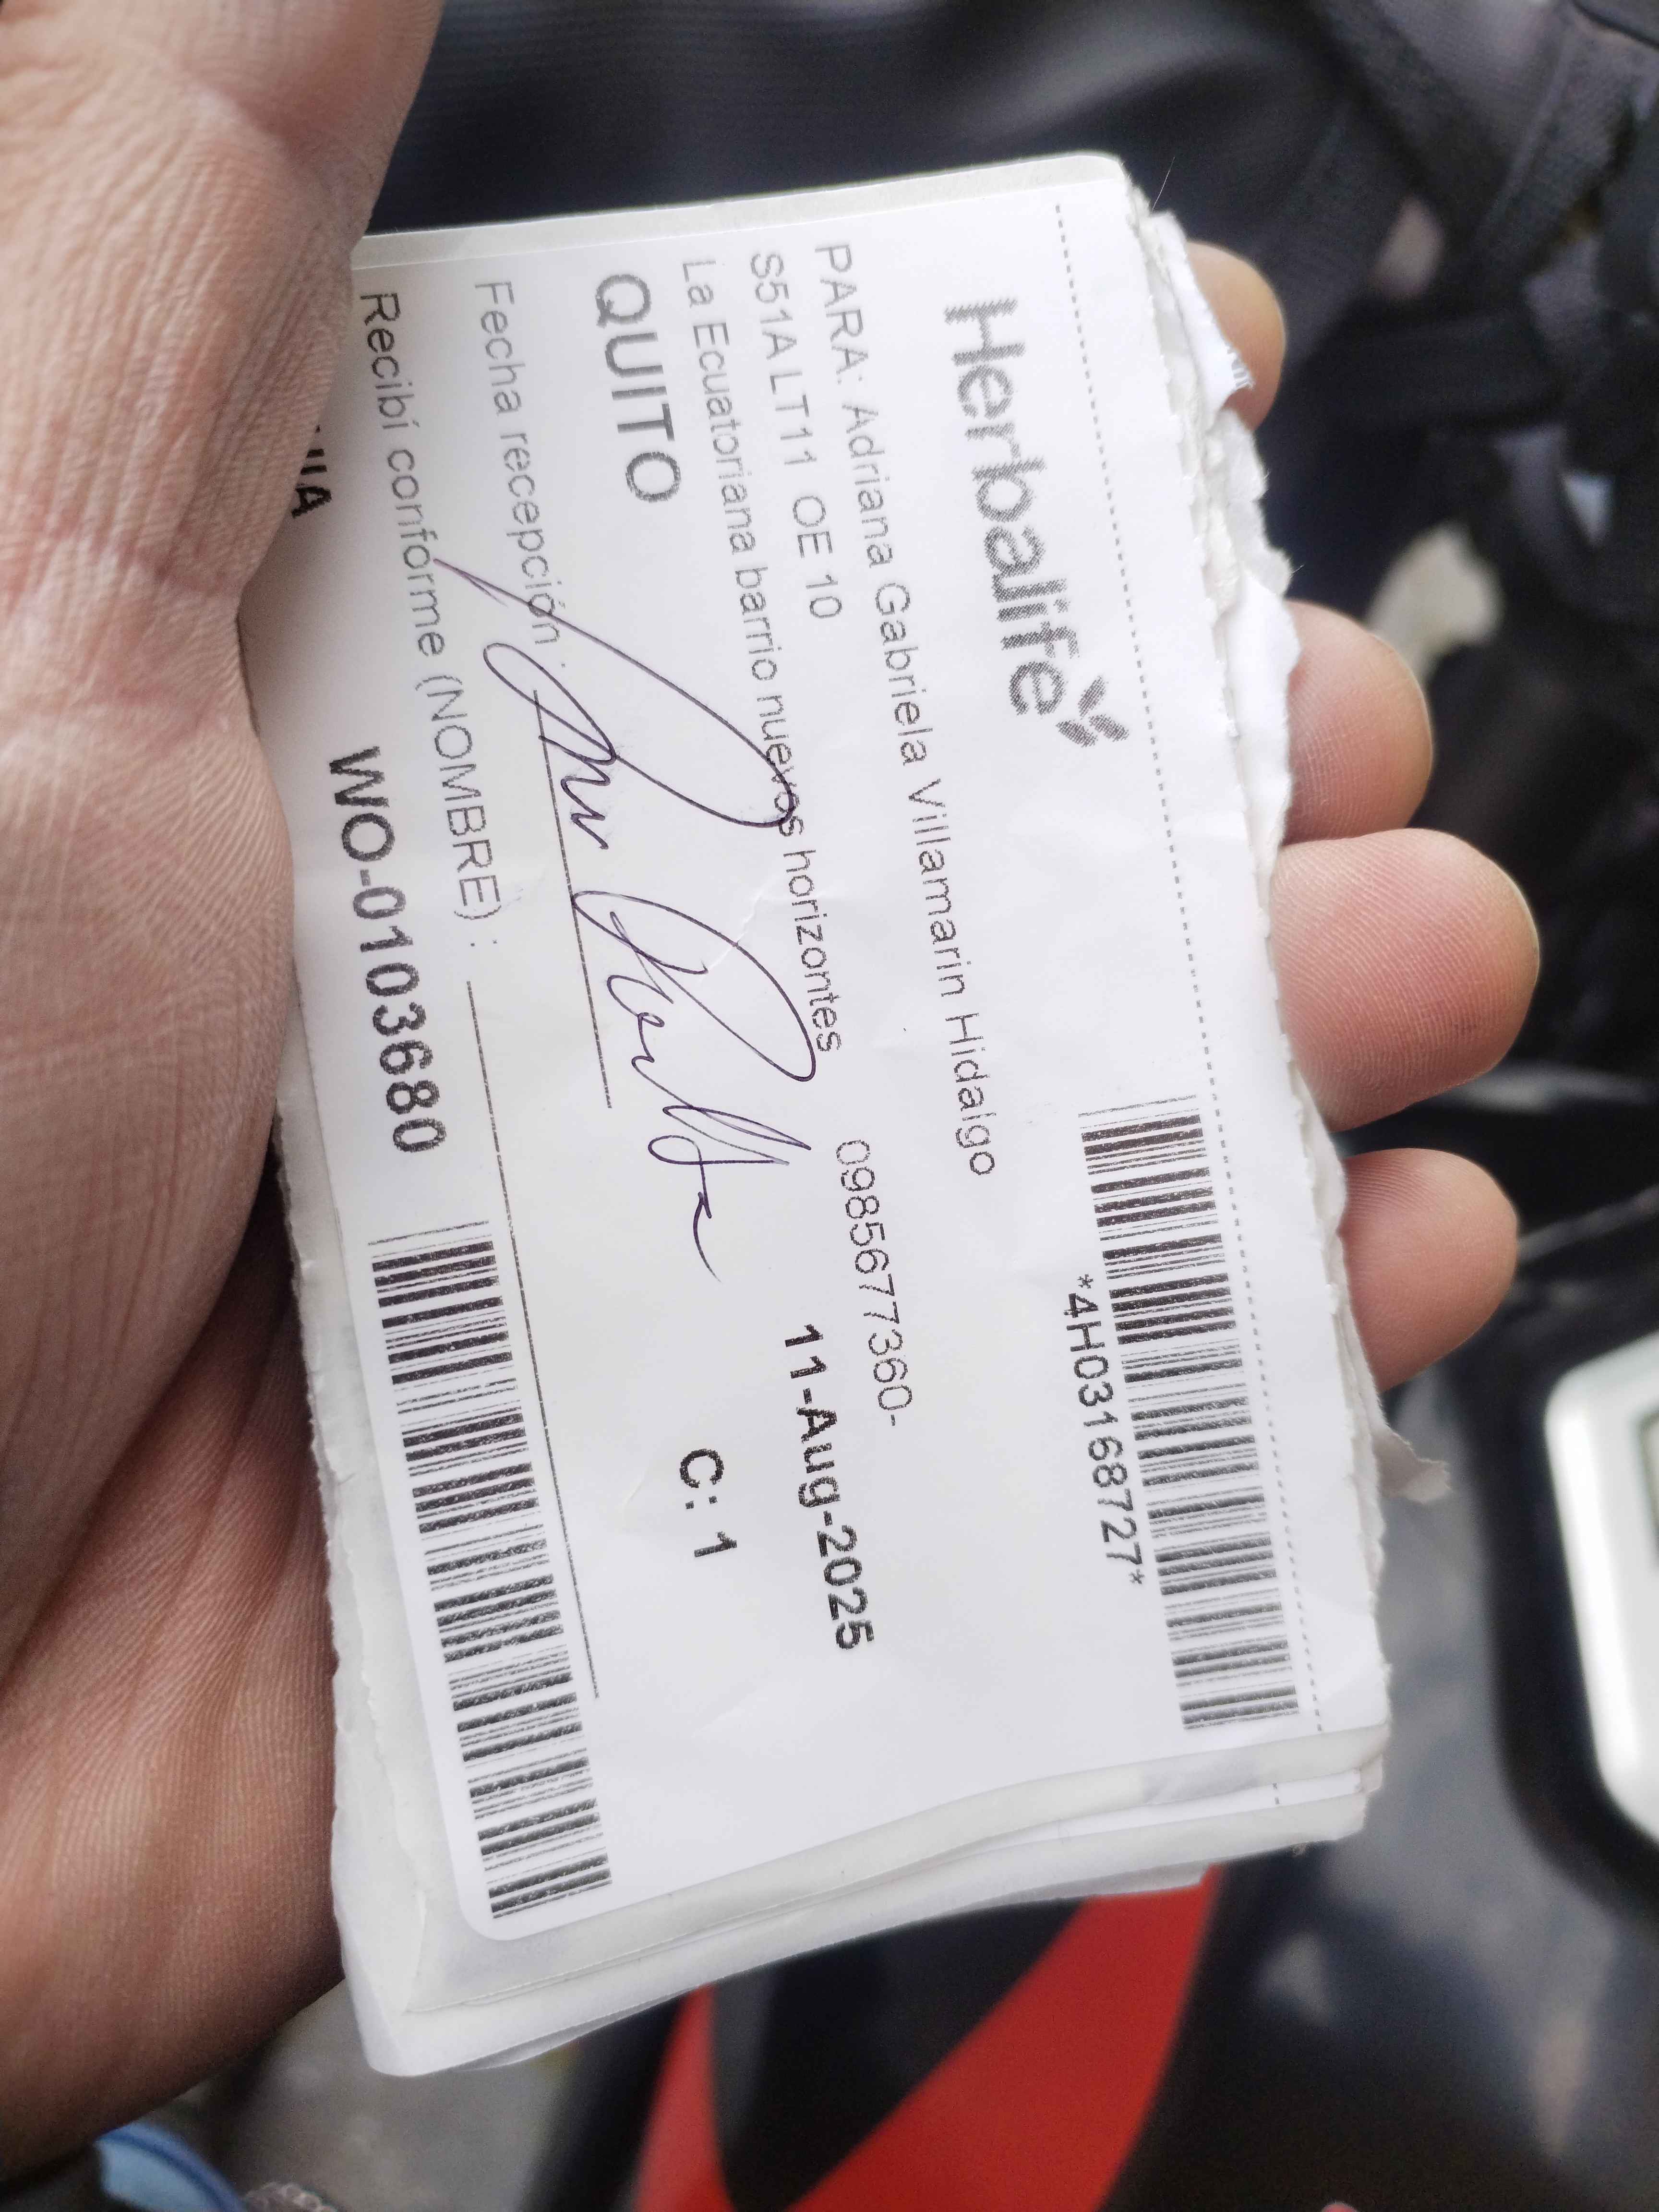 Herbalife
*4H03168727*
PARA: Adriana Gabriela Villamarin Hidalgo
S51A LT11 OE 10
0985677360-
La Ecuatoriana barrio nuevos horizontes
11-Aug-2025
QUITO
C: 1
Fecha recepción :
Recibí conforme (NOMBRE) :
WO-0103680